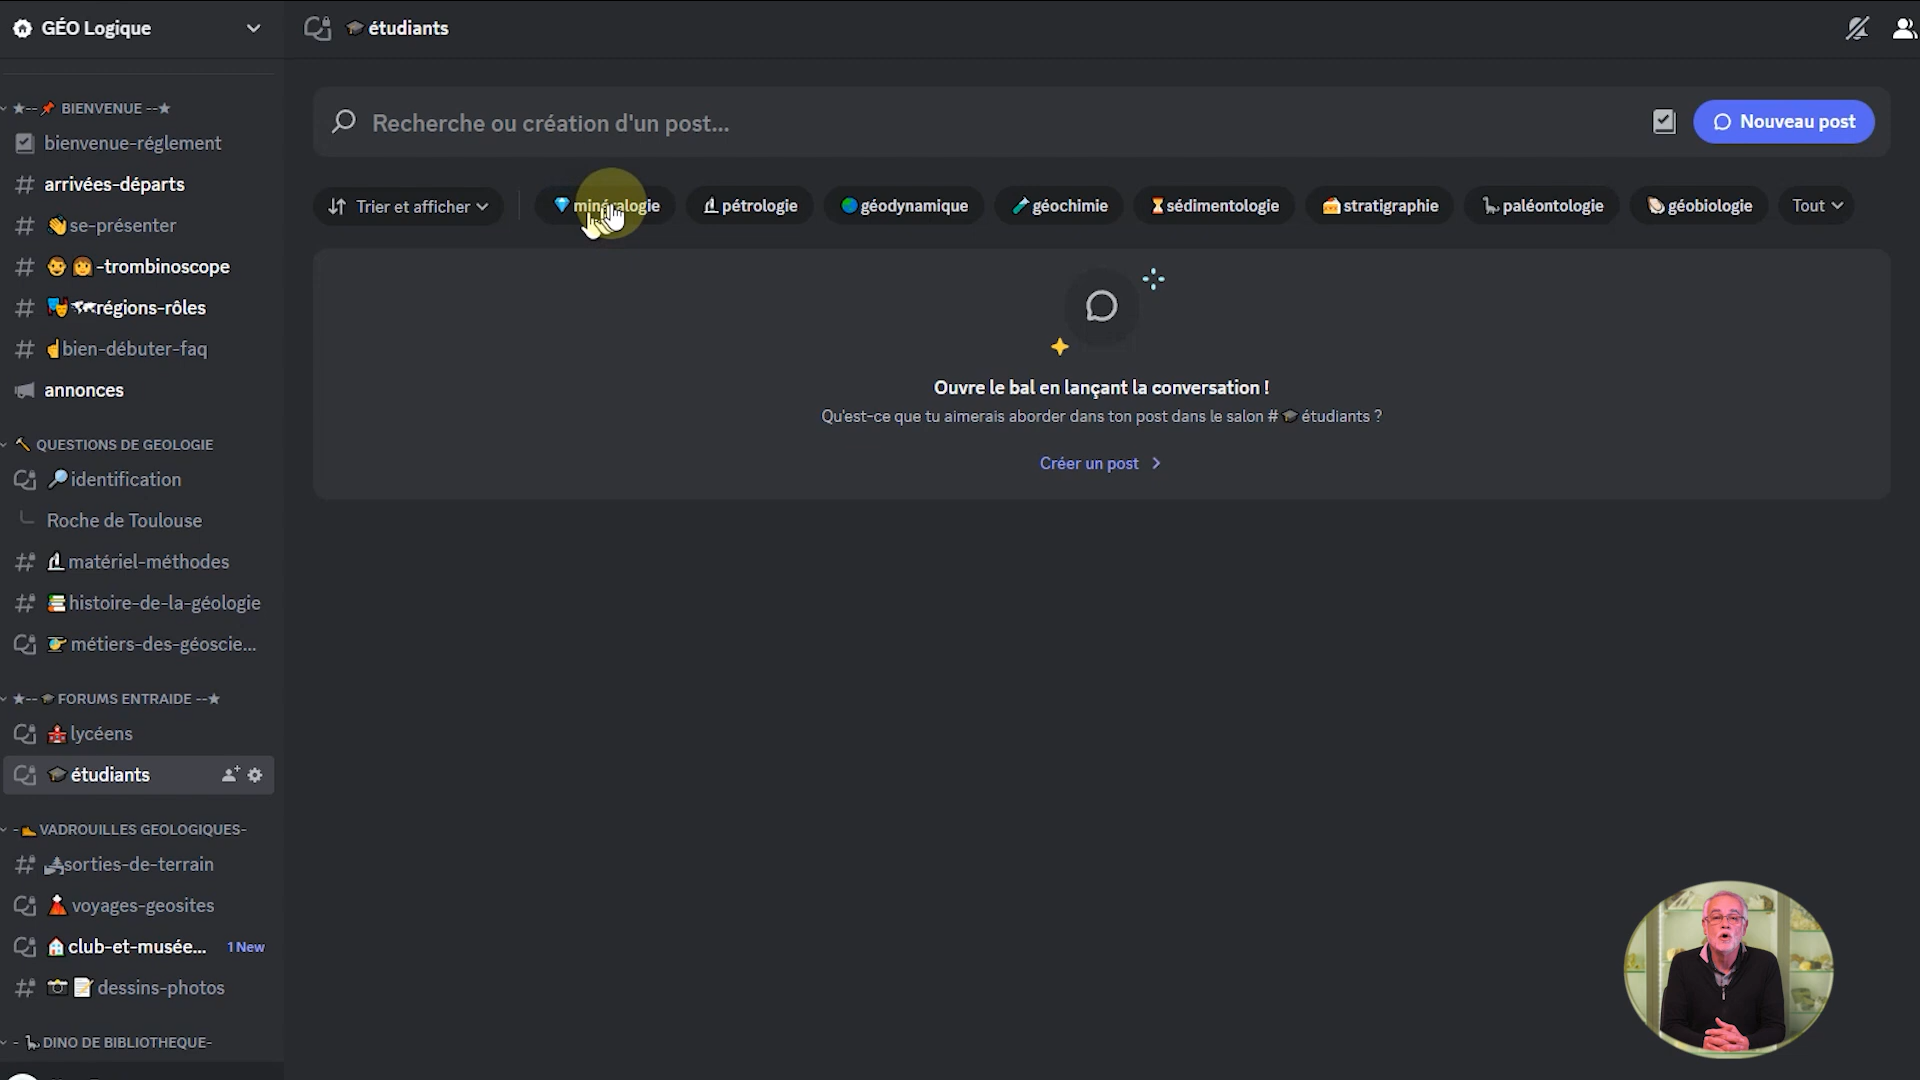 GÉO Logique
★-- BIENVENUE --★
bienvenue-réglement
arrivées-départs
se-présenter
-trombinoscope
régions-rôles
bien-débuter-faq
annonces
QUESTIONS DE GEOLOGIE
identification
Roche de Toulouse
matériel-méthodes
histoire-de-la-géologie
métiers-des-géoscie...
★-- FORUMS ENTRAIDE --★
lycéens
étudiants
- VADROUILLES GEOLOGIQUES-
sorties-de-terrain
voyages-geosites
club-et-musée... 1 New
dessins-photos
- DINO DE BIBLIOTHEQUE-
étudiants
Recherche ou création d'un post...
Nouveau post
Trier et afficher
minéralogie
pétrologie
géodynamique
géochimie
sédimentologie
stratigraphie
paléontologie
géobiologie
Tout
Ouvre le bal en lançant la conversation !
Qu'est-ce que tu aimerais aborder dans ton post dans le salon # étudiants ?
Créer un post